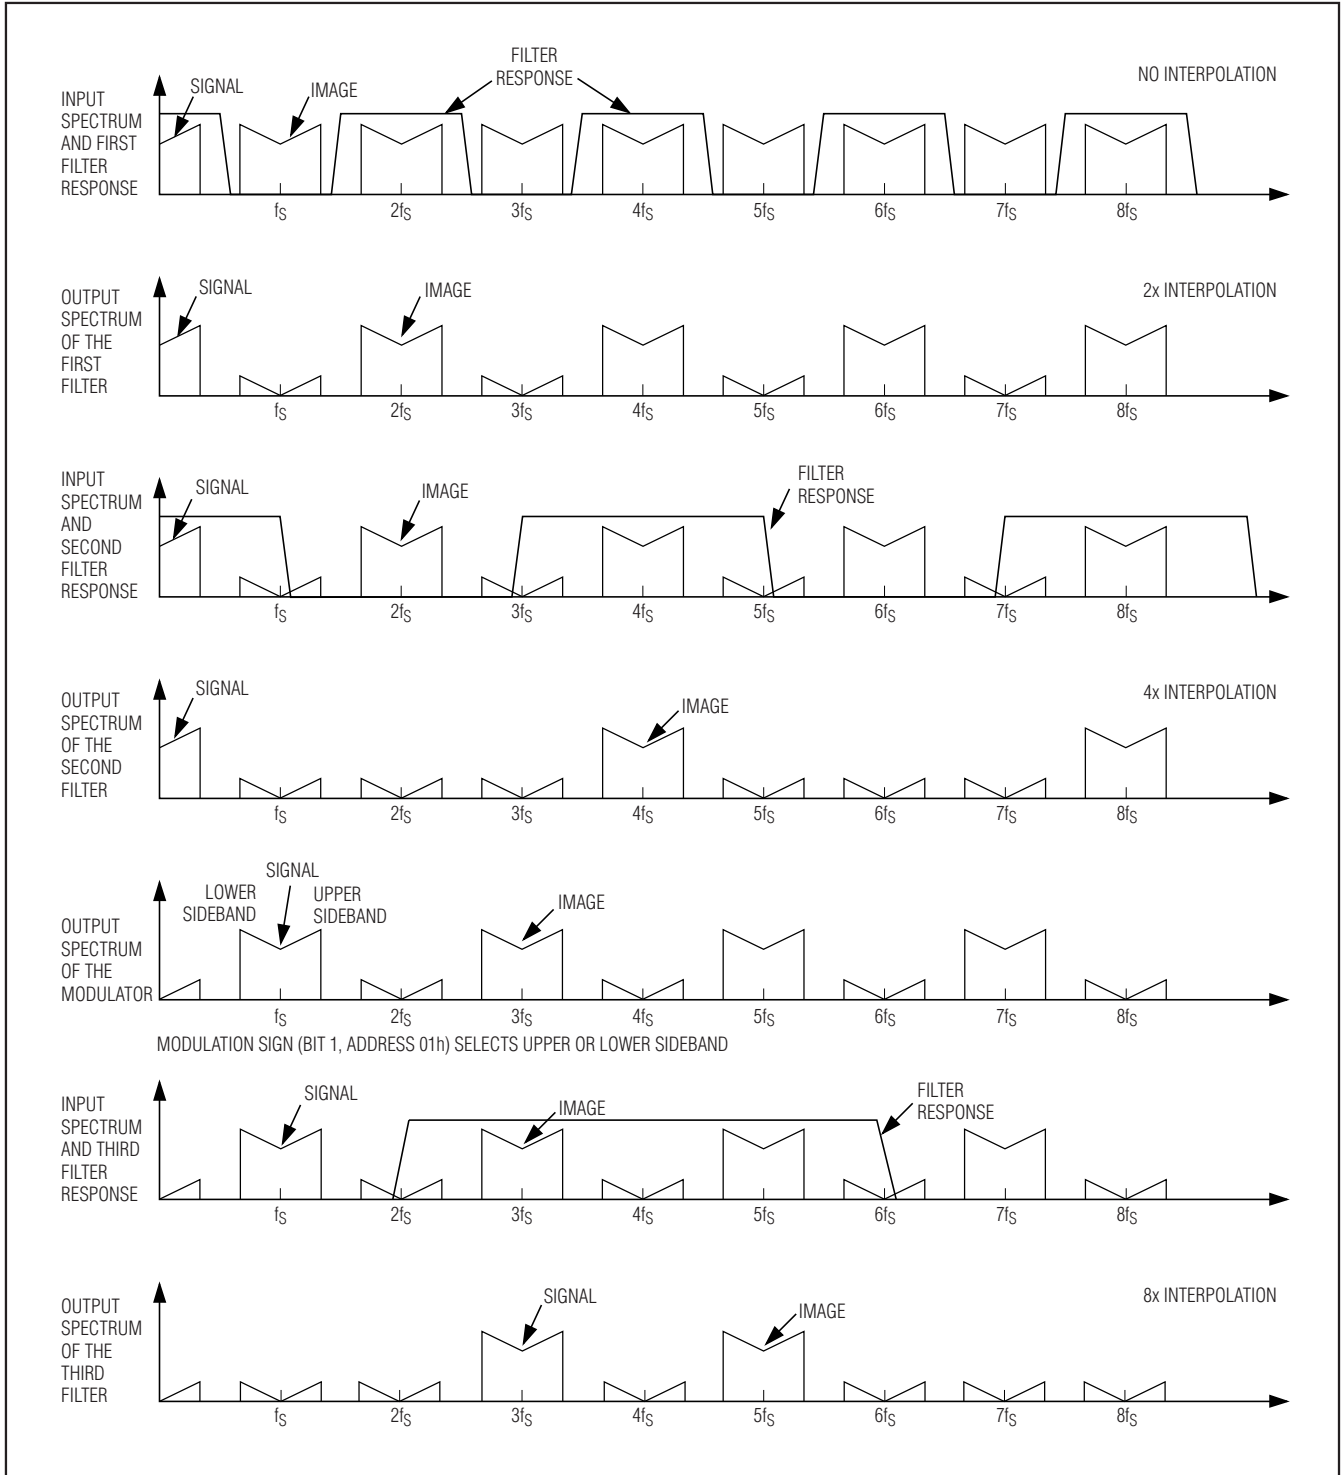 FILTER
RESPONSE
NO INTERPOLATION
SIGNAL
IMAGE
INPUT
SPECTRUM
AND FIRST
FILTER
RESPONSE
fS 2fS 3fS 4fS 5fS 6fS 7fS 8fS
SIGNAL
IMAGE
2x INTERPOLATION
OUTPUT
SPECTRUM
OF THE
FIRST
FILTER
fS 2fS 3fS 4fS 5fS 6fS 7fS 8fS
INPUT
SPECTRUM
AND
SECOND
FILTER
RESPONSE
SIGNAL
IMAGE
FILTER
RESPONSE
fS 2fS 3fS 4fS 5fS 6fS 7fS 8fS
SIGNAL
IMAGE
4x INTERPOLATION
OUTPUT
SPECTRUM
OF THE
SECOND
FILTER
fS 2fS 3fS 4fS 5fS 6fS 7fS 8fS
SIGNAL
LOWER
SIDEBAND
UPPER
SIDEBAND
IMAGE
OUTPUT
SPECTRUM
OF THE
MODULATOR
fS 2fS 3fS 4fS 5fS 6fS 7fS 8fS
MODULATION SIGN (BIT 1, ADDRESS 01h) SELECTS UPPER OR LOWER SIDEBAND
INPUT
SPECTRUM
AND THIRD
FILTER
RESPONSE
SIGNAL
IMAGE
FILTER
RESPONSE
fS 2fS 3fS 4fS 5fS 6fS 7fS 8fS
SIGNAL
IMAGE
8x INTERPOLATION
OUTPUT
SPECTRUM
OF THE
THIRD
FILTER
fS 2fS 3fS 4fS 5fS 6fS 7fS 8fS